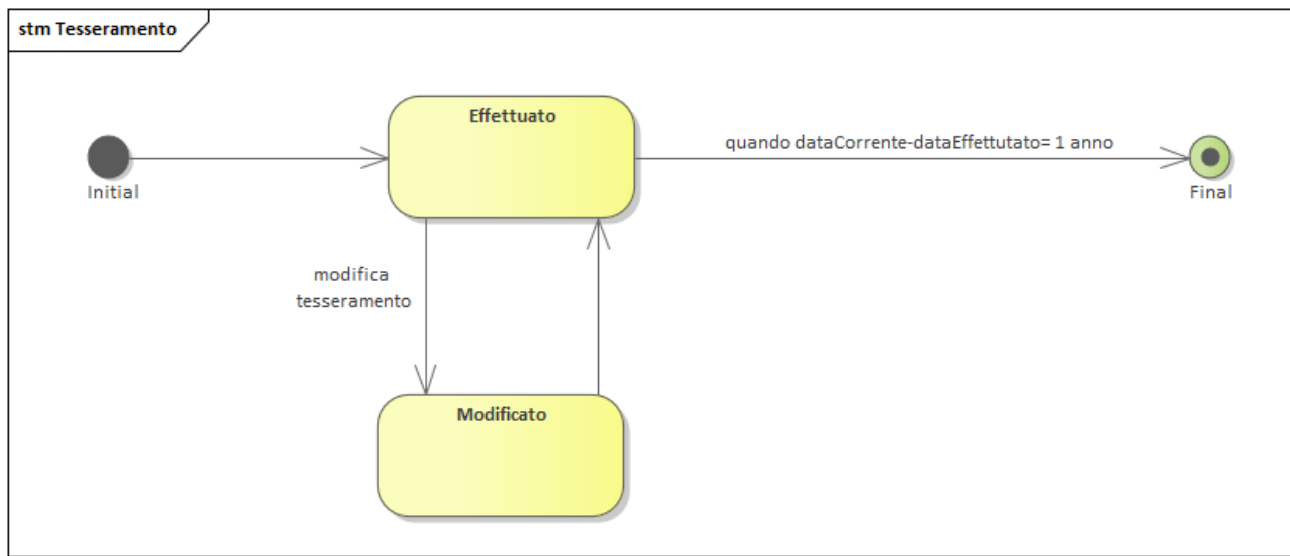 stm Tesseramento
Effettuato
quando dataCorrente-dataEffettutato= 1 anno
Initial
Final
modifica
tesseramento
Modificato